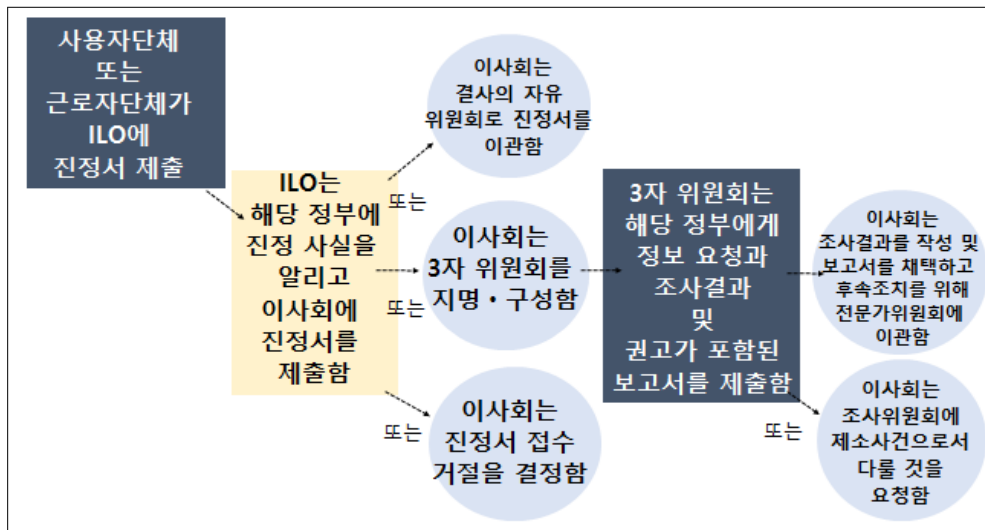 사용자단체
또는
근로자단체가
ILO에
진정서 제출
ILO는
해당 정부에
진정 사실을
알리고
이사회에
진정서를
제출함
또는
또는
또는
이사회는
결사의 자유
위원회로 진정서를
이관함
이사회는
3자 위원회를
지명・구성함
이사회는
진정서 접수
거절을 결정함
3자 위원회는
해당 정부에게
정보 요청과
조사결과
및
권고가 포함된
보고서를 제출함
또는
이사회는
조사결과를 작성 및
보고서를 채택하고
후속조치를 위해
전문가위원회에
이관함
이사회는
조사위원회에
제소사건으로서
다룰 것을
요청함